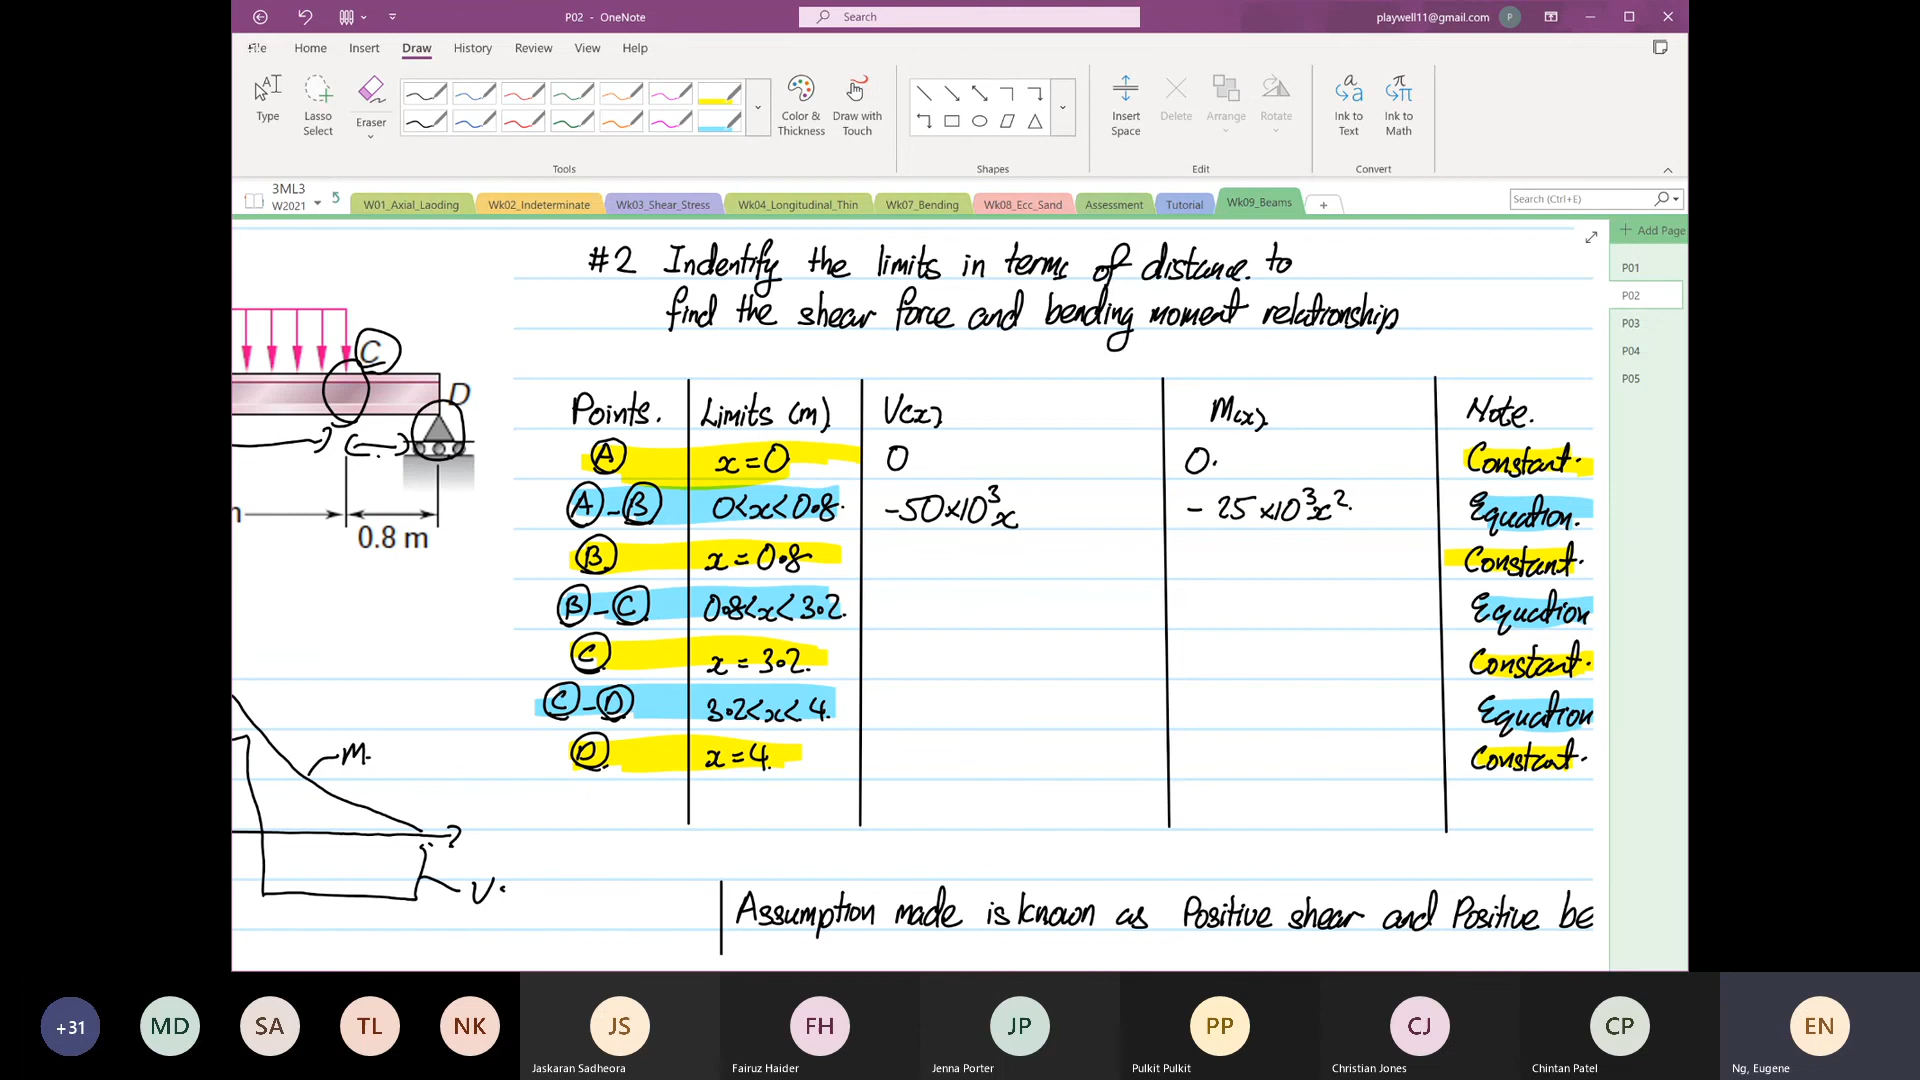 P02 - OneNote
Search
playwell11@gmail.com
P
File Home Insert Draw History Review View Help
Type
Lasso Select
Eraser
Color & Thickness
Draw with Touch
Insert Space
Delete
Arrange
Rotate
Ink to Text
Ink to Math
Tools
Shapes
Edit
Convert
3ML3 W2021
W01_Axial_Laoding
Wk02_Indeterminate
Wk03_Shear_Stress
Wk04_Longitudinal_Thin
Wk07_Bending
Wk08_Ecc_Sand
Assessment
Tutorial
Wk09_Beams
Search (Ctrl+E)
Add Page
P01
P02
P03
P04
P05
#2 Indentify the limits in terms of distance. to
find the shear force and bending moment relationship
C
D
0.8 m
Points. Limits (m) V(x) M(x) Note.
A x=0 0 0. Constant.
A-B 0<x<0.8. -50×10³x -25×10³x². Equation.
B x=0.8 Constant.
B-C 0.8<x<3.2. Equation
C x=3.2. Constant.
C-D 3.2<x<4. Equation
D x=4. Constant.
M.
?
V.
Assumption made is known as Positive shear and Positive be
+31
MD
SA
TL
NK
JS
Jaskaran Sadheora
FH
Fairuz Haider
JP
Jenna Porter
PP
Pulkit Pulkit
CJ
Christian Jones
CP
Chintan Patel
EN
Ng, Eugene